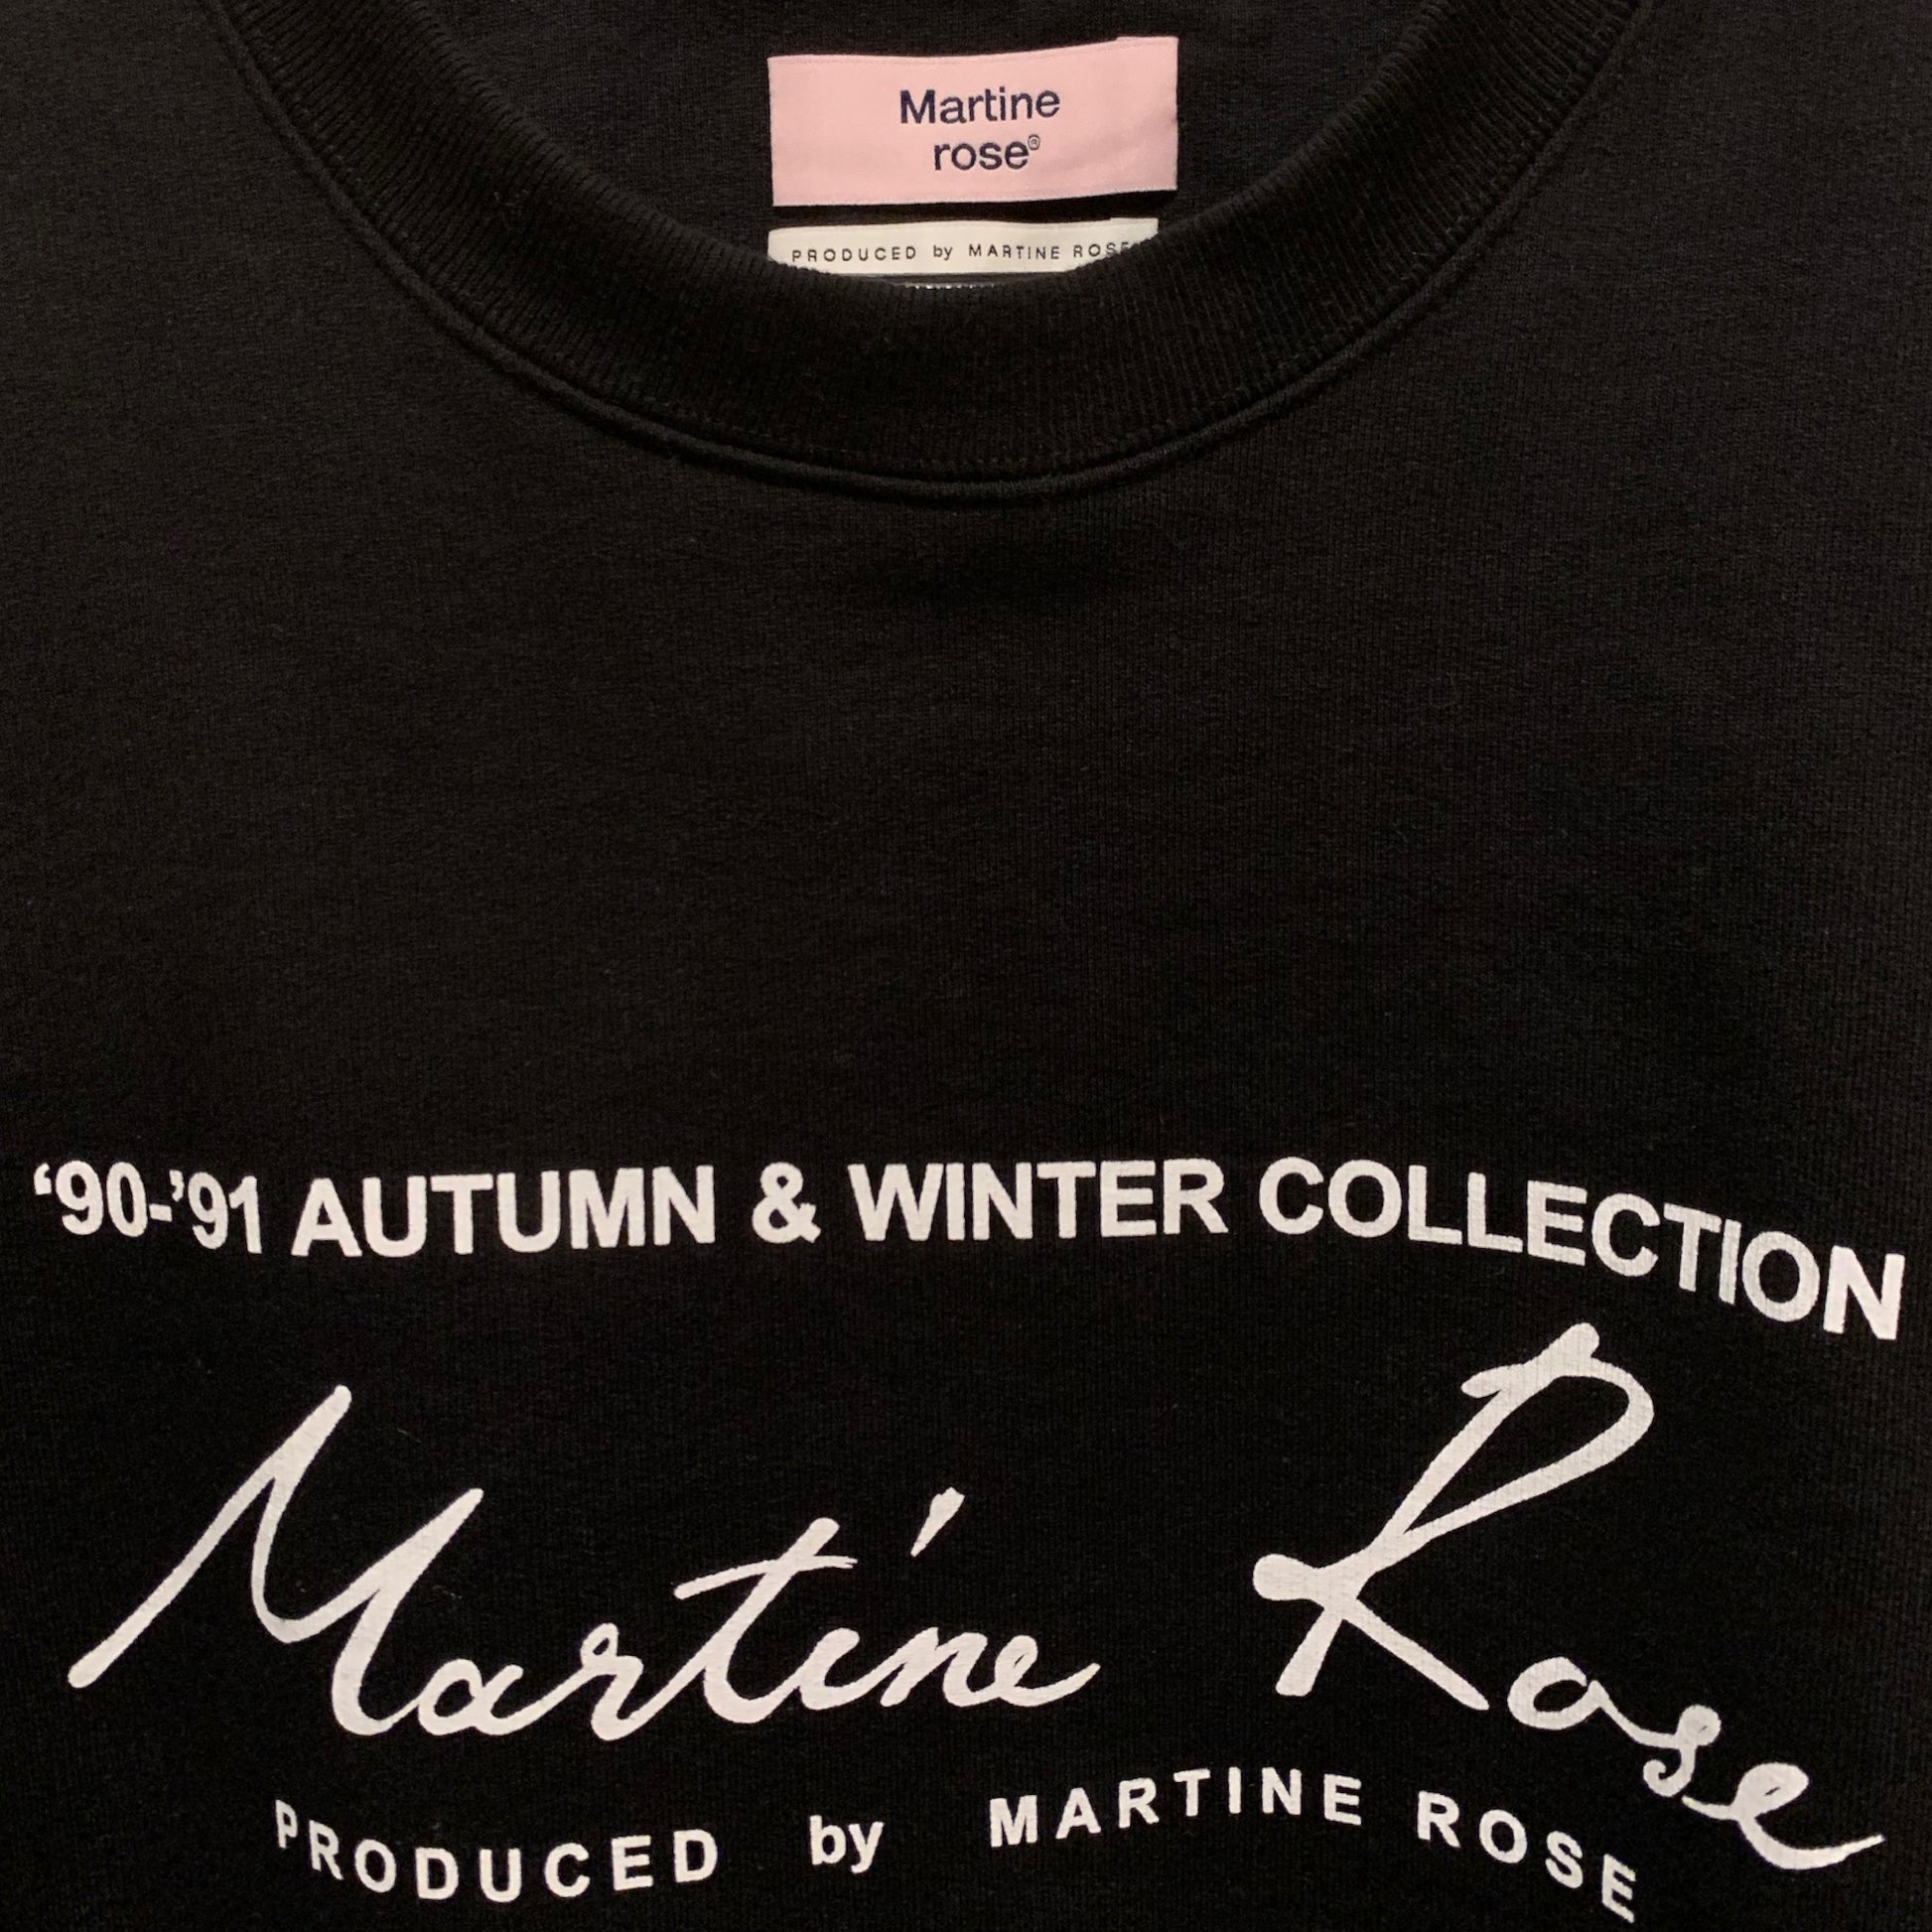 Martine
rose®
PRODUCED by MARTINE ROSE
‘90-’91 AUTUMN & WINTER COLLECTION
Martine Rose
PRODUCED by MARTINE ROSE